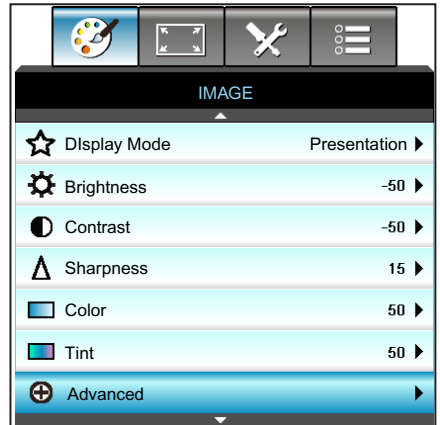 IMAGE
DIsplay Mode Presentation
Brightness -50
Contrast -50
Sharpness 15
Color 50
Tint 50
Advanced